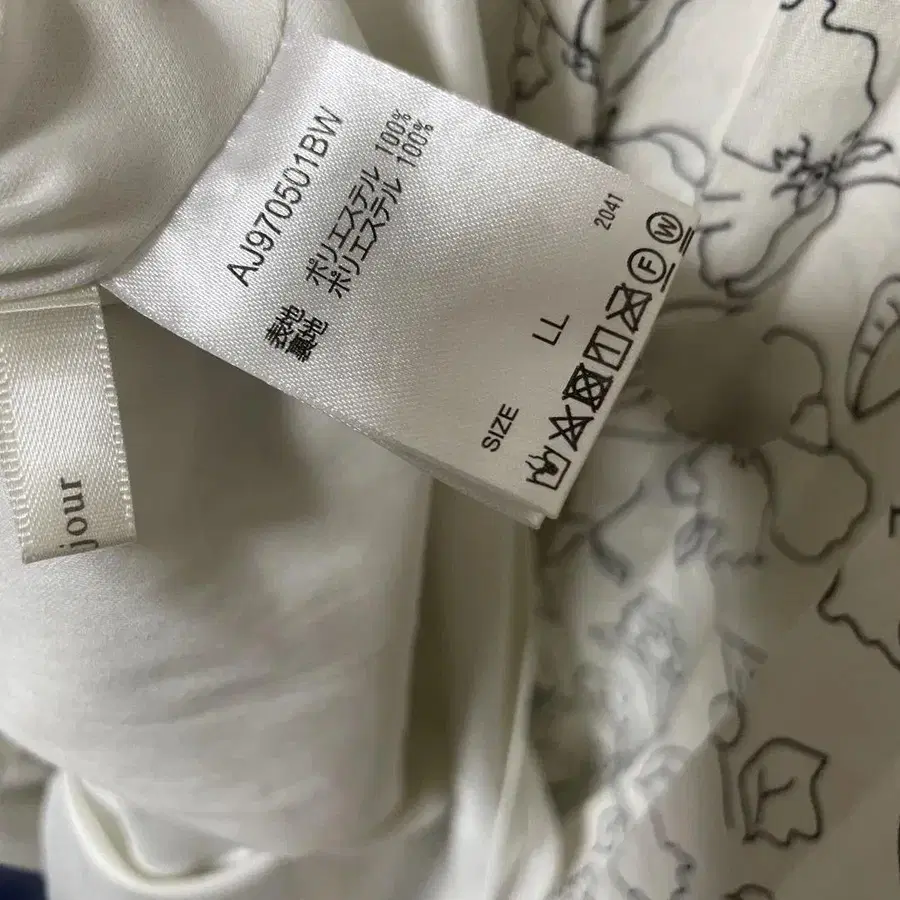 AJ970501BW
表地 ポリエステル 100%
裏地 ポリエステル 100%
SIZE LL
2041
F W
jour